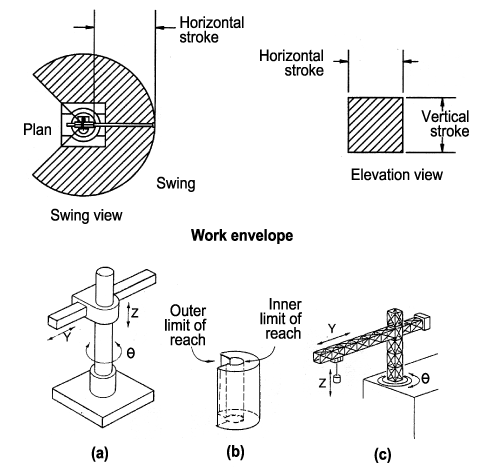 Horizontal
stroke
Plan
Swing
Swing view
Horizontal
stroke
Vertical
stroke
Elevation view
Work envelope
Z
Y
θ
(a)
Outer
limit of
reach
Inner
limit of
reach
(b)
Y
Z
θ
(c)